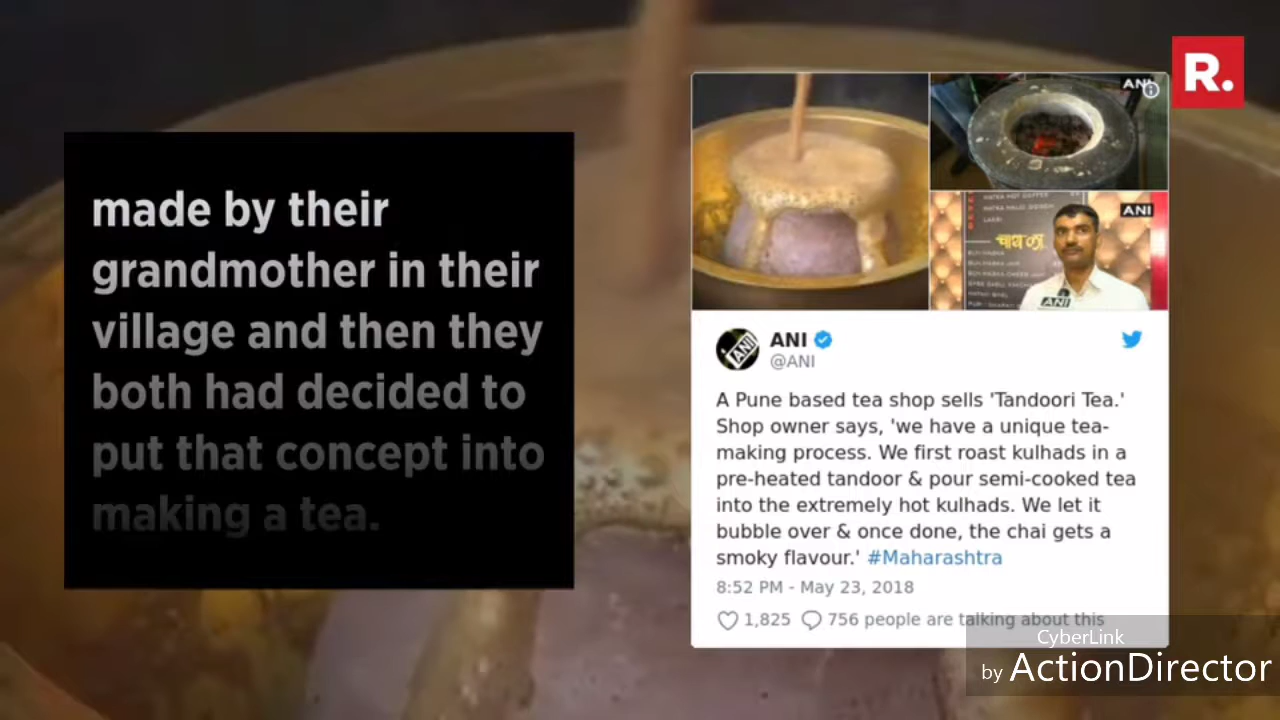 R.
made by their
grandmother in their
village and then they
both had decided to
put that concept into
making a tea.
ANI
ANI
ANI
ANI
@ANI
A Pune based tea shop sells 'Tandoori Tea.'
Shop owner says, 'we have a unique tea-
making process. We first roast kulhads in a
pre-heated tandoor & pour semi-cooked tea
into the extremely hot kulhads. We let it
bubble over & once done, the chai gets a
smoky flavour.' #Maharashtra
8:52 PM - May 23, 2018
1,825 756 people are talking about this
CyberLink
by ActionDirector